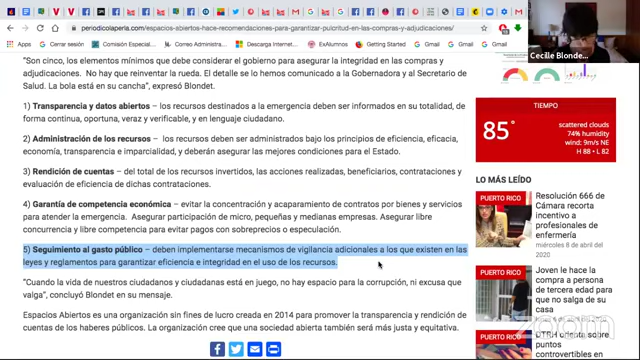 periodicolaperla.com/espacios-abiertos-hace-recomendaciones-para-garantizar-pulcritud-en-las-compras-y-adjudicaciones/
Apps
Cerrar sesión
Comisión Especial...
Correo Administra...
Descarga Internet...
ExAlumnos
Getting Started
Gmail
Gmail
Gmail
Gmail
Cecille Blonde...
"Son cinco, los elementos mínimos que debe considerar el gobierno para asegurar la integridad en las compras y
adjudicaciones. No hay que reinventar la rueda. El detalle se lo hemos comunicado a la Gobernadora y al Secretario de
Salud. La bola está en su cancha", expresó Blondet.
1) Transparencia y datos abiertos – los recursos destinados a la emergencia deben ser informados en su totalidad, de
forma continua, oportuna, veraz y verificable, y en lenguaje ciudadano.
2) Administración de los recursos – los recursos deben ser administrados bajo los principios de eficiencia, eficacia,
economía, transparencia e imparcialidad, y deberán asegurar las mejores condiciones para el Estado.
3) Rendición de cuentas – del total de los recursos invertidos, las acciones realizadas, beneficiarios, contrataciones y
evaluación de eficiencia de dichas contrataciones.
4) Garantía de competencia económica – evitar la concentración y acaparamiento de contratos por bienes y servicios
para atender la emergencia. Asegurar participación de micro, pequeñas y medianas empresas. Asegurar libre
concurrencia y libre competencia para evitar pagos con sobreprecios o especulación.
5) Seguimiento al gasto público – deben implementarse mecanismos de vigilancia adicionales a los que existen en las
leyes y reglamentos para garantizar eficiencia e integridad en el uso de los recursos.
"Cuando la vida de nuestros ciudadanos y ciudadanas está en juego, no hay espacio para la corrupción, ni excusa que
valga", concluyó Blondet en su mensaje.
Espacios Abiertos es una organización sin fines de lucro creada en 2014 para promover la transparencia y rendición de
cuentas de los haberes públicos. La organización cree que una sociedad abierta también será más justa y equitativa.
TIEMPO
85°
scattered clouds
74% humidity
wind: 9m/s NE
H 88 • L 82
LO MÁS LEÍDO
PUERTO RICO
Resolución 666 de
Cámara recorta
incentivo a
profesionales de
enfermería
miércoles 8 de abril
de 2020
PUERTO RICO
Joven le hace la
compra a persona
de tercera edad
para que no salga
de su casa
jueves
PUERTO RICO
DTRH orienta
sobre puntos
controvertibles en
zoom